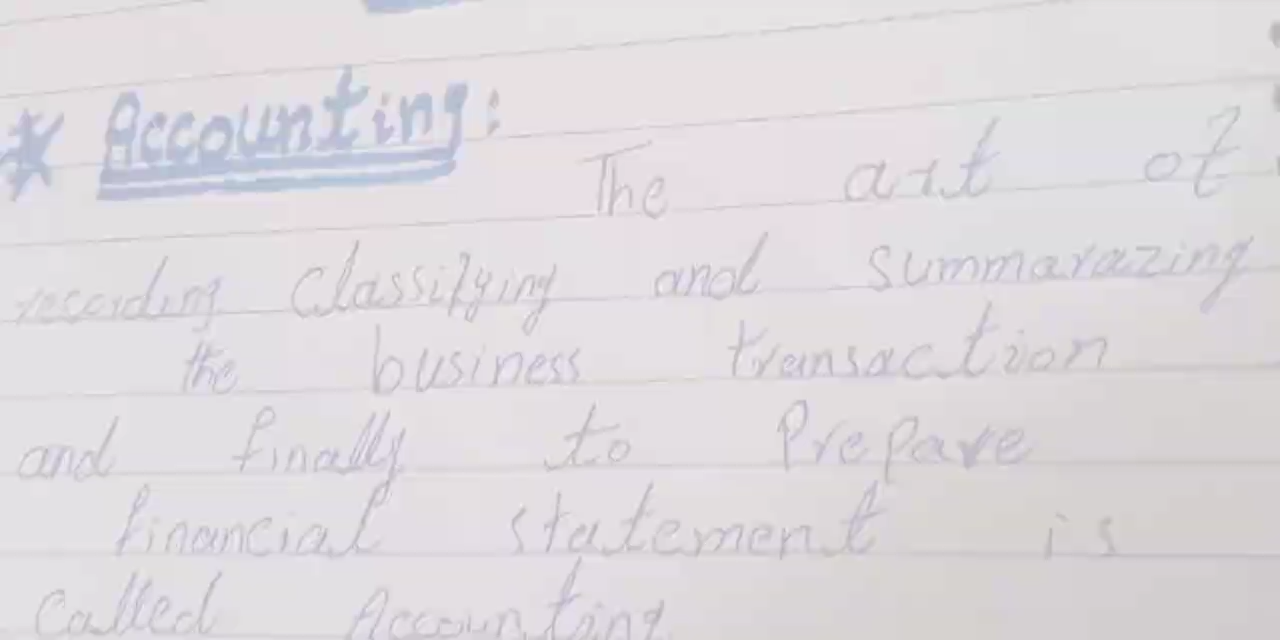 * Accounting:
The art of
recording classifying and summarazing
the business transaction
and finally to prepare
financial statement is
called Accounting